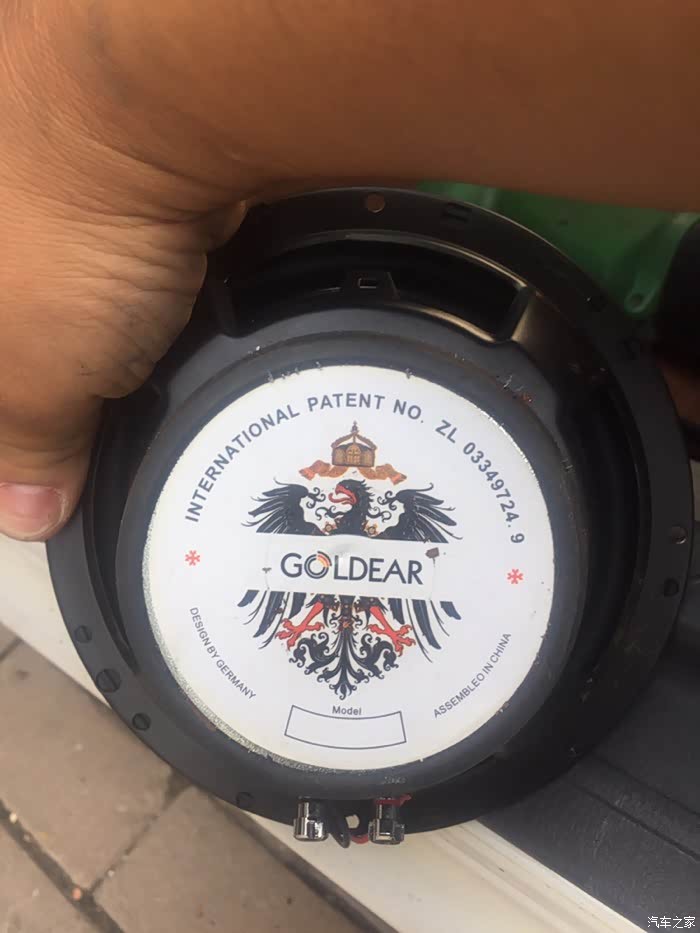 INTERNATIONAL PATENT NO. ZL 03349724.9
GOLDEAR
DESIGN BY GERMANY
ASSEMBLEO IN CHINA
Model
汽车之家